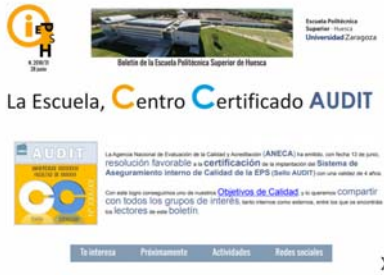 Escuela Politécnica
Superior - Huesca
Universidad Zaragoza
Boletín de la Escuela Politécnica Superior de Huesca
28 junio
La Escuela, Centro Certificado AUDIT
AUDIT
La Agencia Nacional de Evaluación de la Calidad y Acreditación (ANECA) ha emitido, con fecha 13 de junio,
resolución favorable a la certificación de la implantación del Sistema de
Aseguramiento interno de Calidad de la EPS (Sello AUDIT) con una validez de 4 años.
Con este logro conseguimos uno de nuestros Objetivos de Calidad, y lo queremos compartir
con todos los grupos de interés, tanto internos como externos, entre los que se encontrarán
los lectores de este boletín.
Te interesa Próximamente Actividades Redes sociales